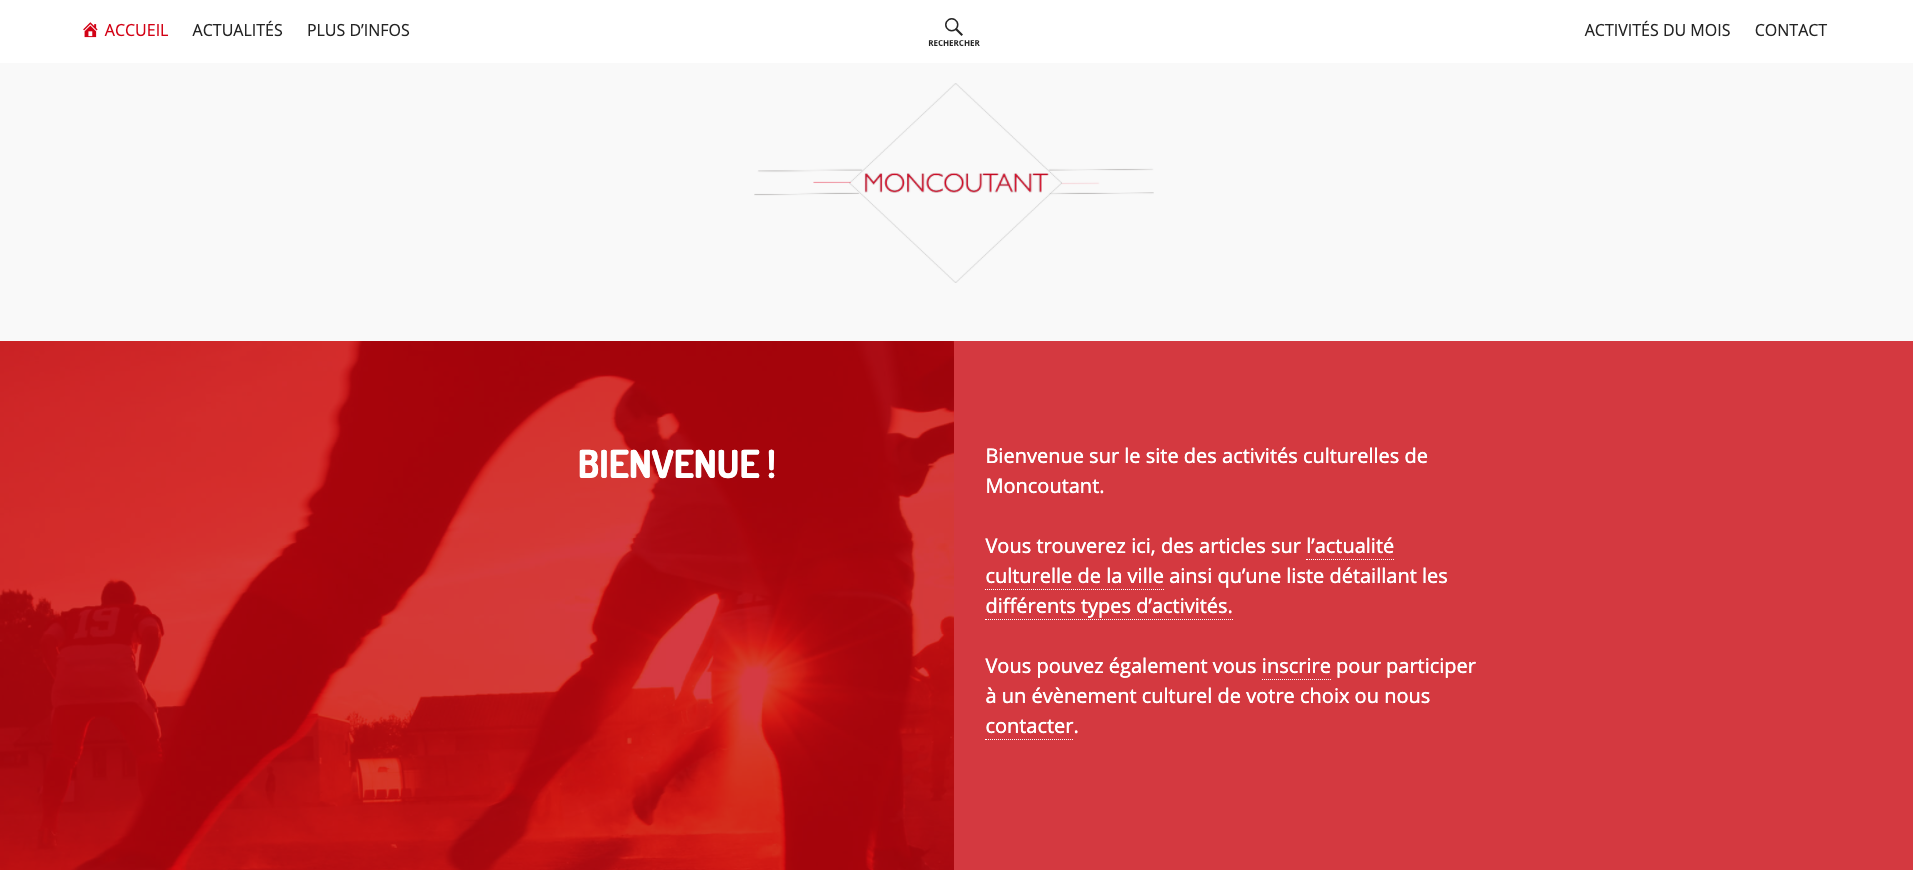 ACCUEIL
ACTUALITÉS
PLUS D’INFOS
RECHERCHER
ACTIVITÉS DU MOIS
CONTACT
MONCOUTANT
19
BIENVENUE !
Bienvenue sur le site des activités culturelles de
Moncoutant.
Vous trouverez ici, des articles sur l’actualité
culturelle de la ville ainsi qu’une liste détaillant les
différents types d’activités.
Vous pouvez également vous inscrire pour participer
à un évènement culturel de votre choix ou nous
contacter.